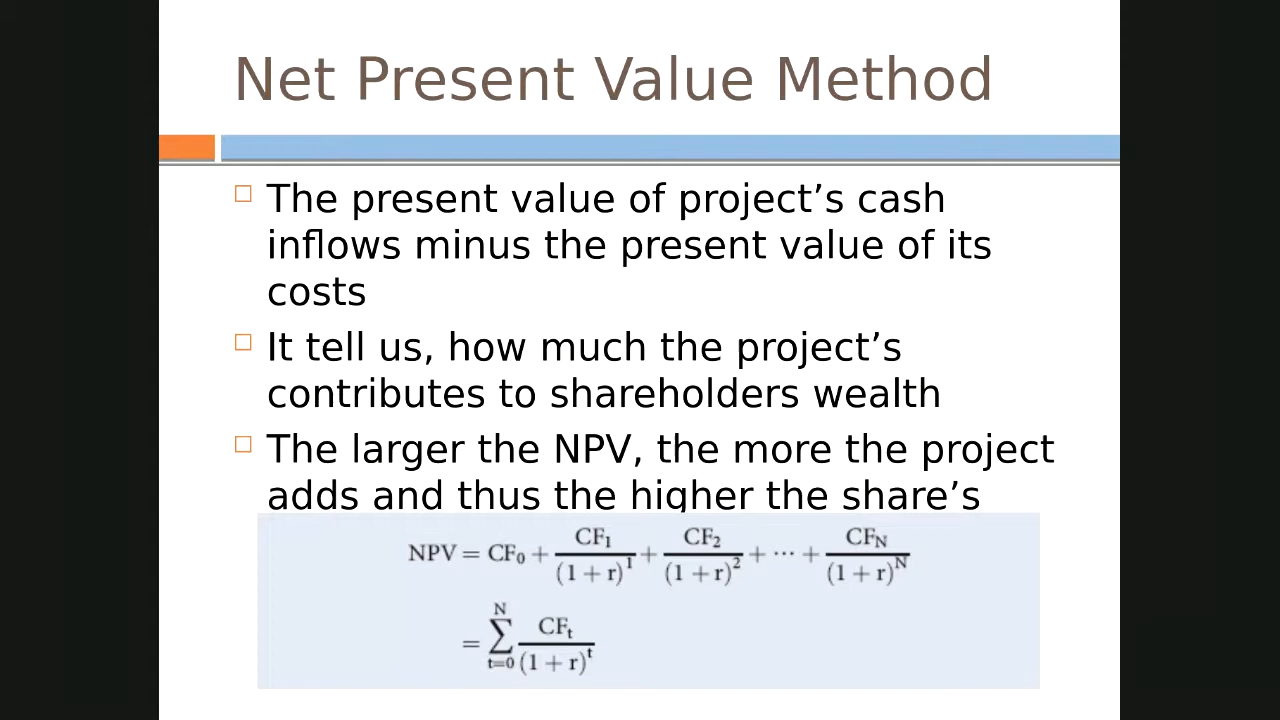 Net Present Value Method
The present value of project’s cash
inflows minus the present value of its
costs
It tell us, how much the project’s
contributes to shareholders wealth
The larger the NPV, the more the project
adds and thus the higher the share’s
NPV = CF₀ + CF₁/(1 + r)¹ + CF₂/(1 + r)² + ··· + CF_N/(1 + r)^N
= ∑_{t=0}^{N} CF_t/(1 + r)^t